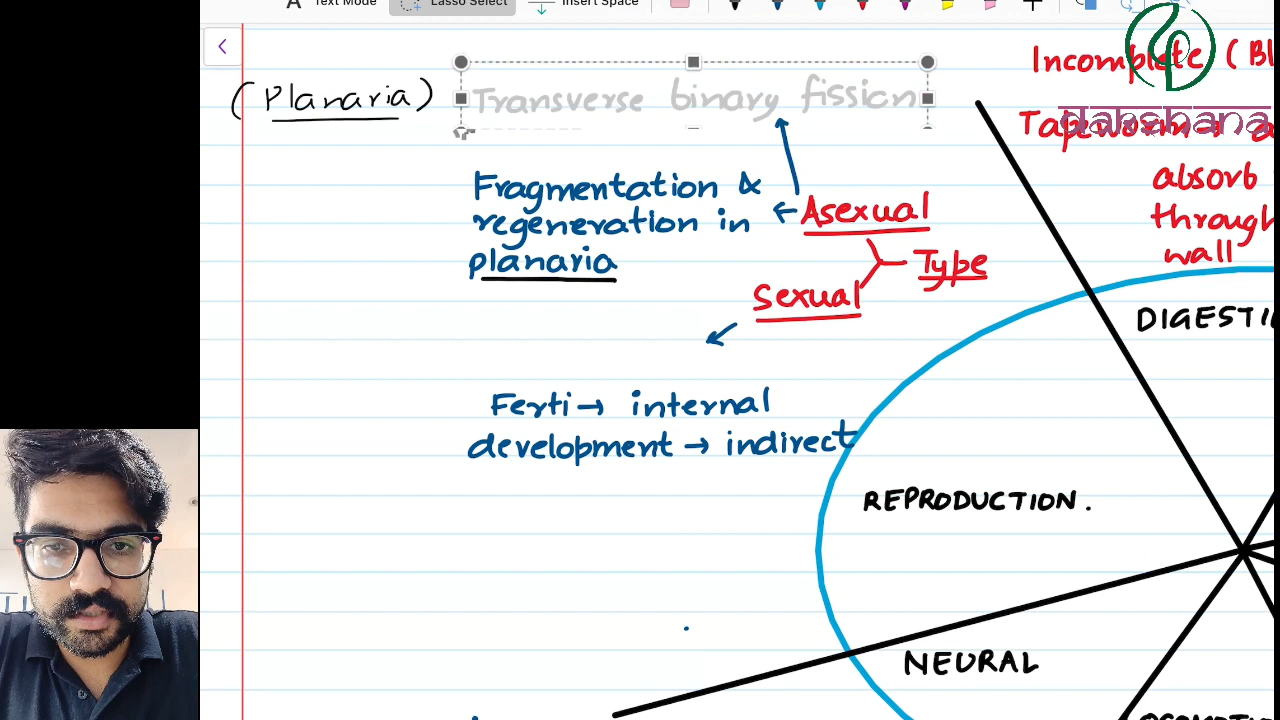 Text Mode
Lasso Select
Insert Space
Incomplete (Bl
(Planaria)
Transverse binary fission
dakshana
Tapeworm
absorb
through
wall
Fragmentation &
regeneration in
planaria
Asexual
Type
Sexual
DIGESTI
Ferti → internal
development → indirect
REPRODUCTION.
NEURAL